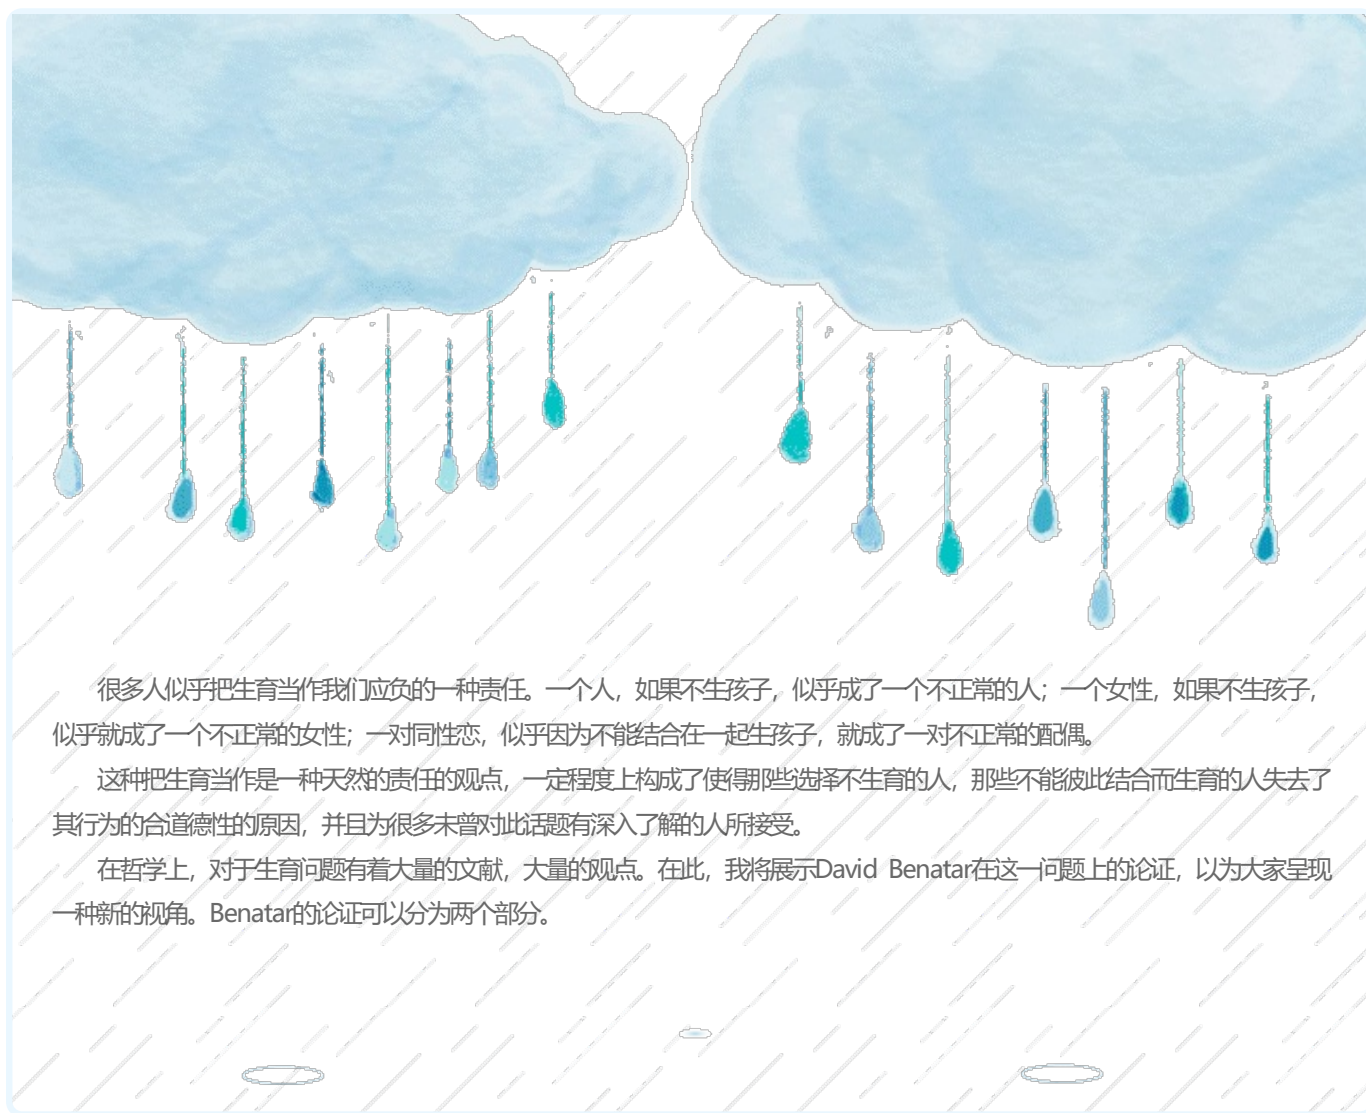 很多人似乎把生育当作我们应负的一种责任。一个人，如果不生孩子，似乎成了一个不正常的人；一个女性，如果不生孩子，
似乎就成了一个不正常的女性；一对同性恋，似乎因为不能结合在一起生孩子，就成了一对不正常的配偶。
这种把生育当作是一种天然的责任的观点，一定程度上构成了使得那些选择不生育的人，那些不能彼此结合而生育的人失去了
其行为的合道德性的原因，并且为很多未曾对此话题有深入了解的人所接受。
在哲学上，对于生育问题有着大量的文献，大量的观点。在此，我将展示David Benatar在这一问题上的论证，以为大家呈现
一种新的视角。Benatar的论证可以分为两个部分。